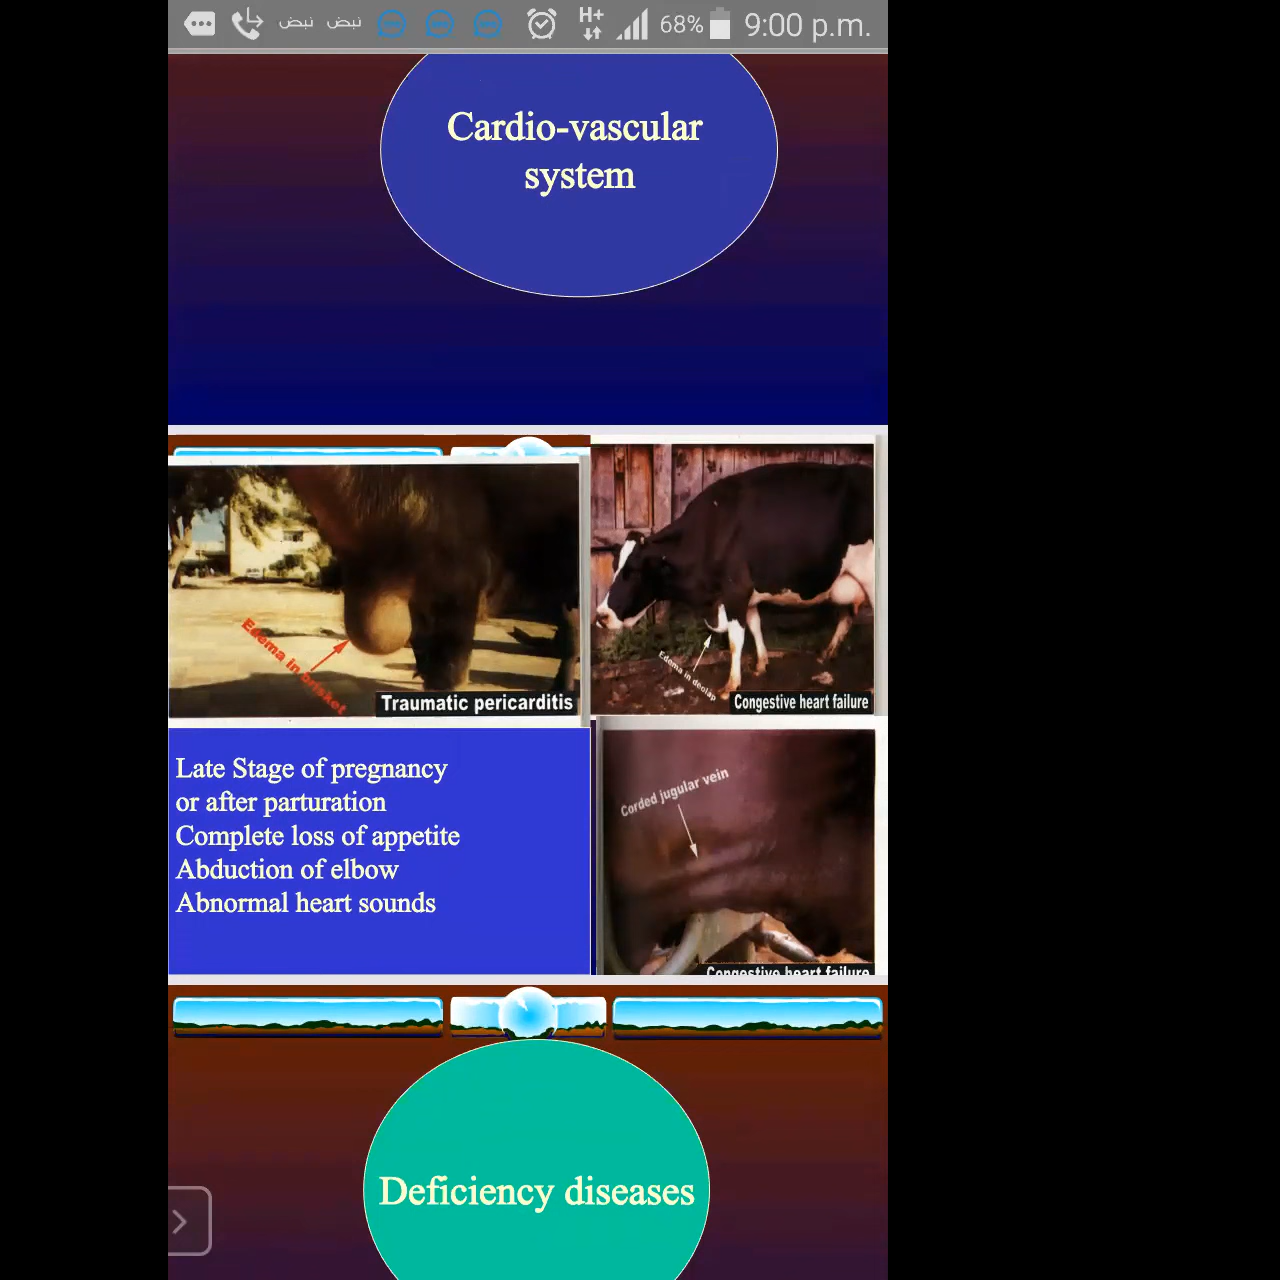 نبض نبض H+ 68% 9:00 p.m.
Cardio-vascular
system
Edema in brisket
Traumatic pericarditis
Edema in deolap
Congestive heart failure
Late Stage of pregnancy
or after parturation
Complete loss of appetite
Abduction of elbow
Abnormal heart sounds
Corded jugular vein
Congestive heart failure
Deficiency diseases